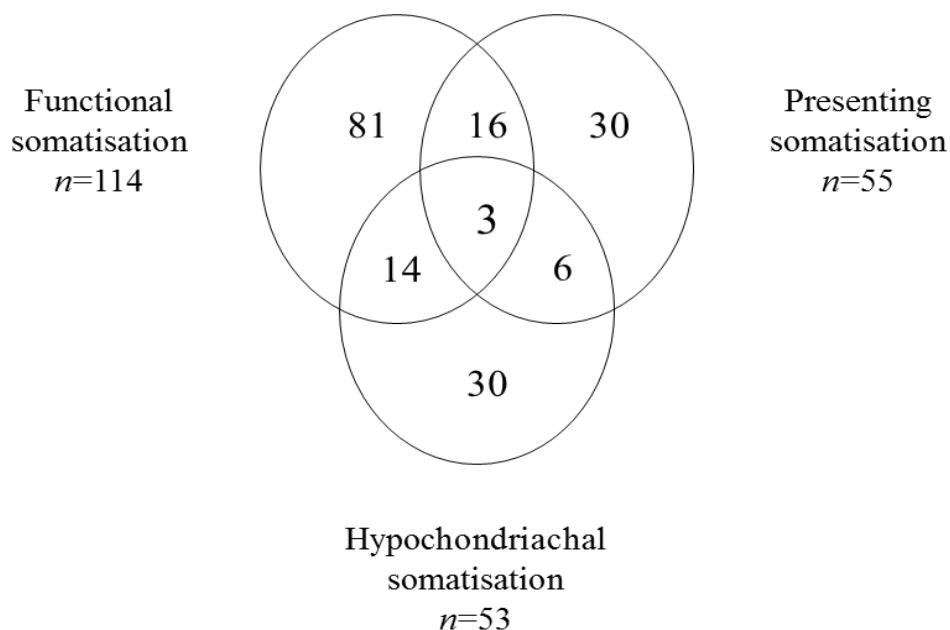 Functional
somatisation
n=114
81
16
30
Presenting
somatisation
n=55
3
14
6
30
Hypochondriachal
somatisation
n=53